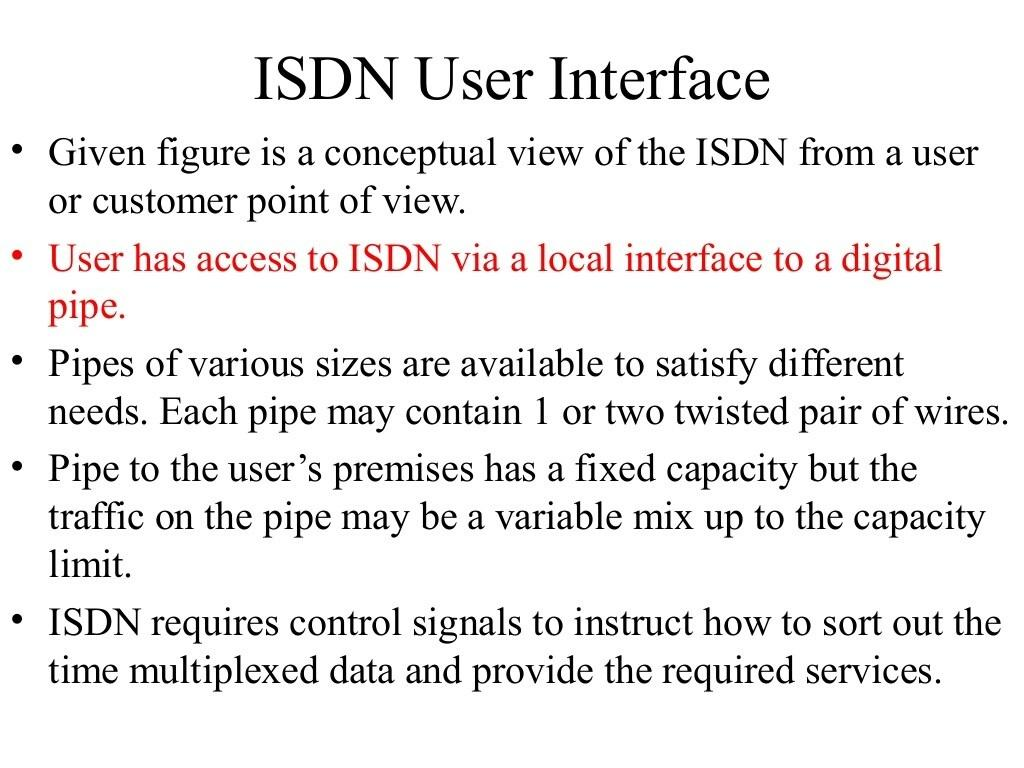 ISDN User Interface
• Given figure is a conceptual view of the ISDN from a user
or customer point of view.
• User has access to ISDN via a local interface to a digital
pipe.
• Pipes of various sizes are available to satisfy different
needs. Each pipe may contain 1 or two twisted pair of wires.
• Pipe to the user’s premises has a fixed capacity but the
traffic on the pipe may be a variable mix up to the capacity
limit.
• ISDN requires control signals to instruct how to sort out the
time multiplexed data and provide the required services.